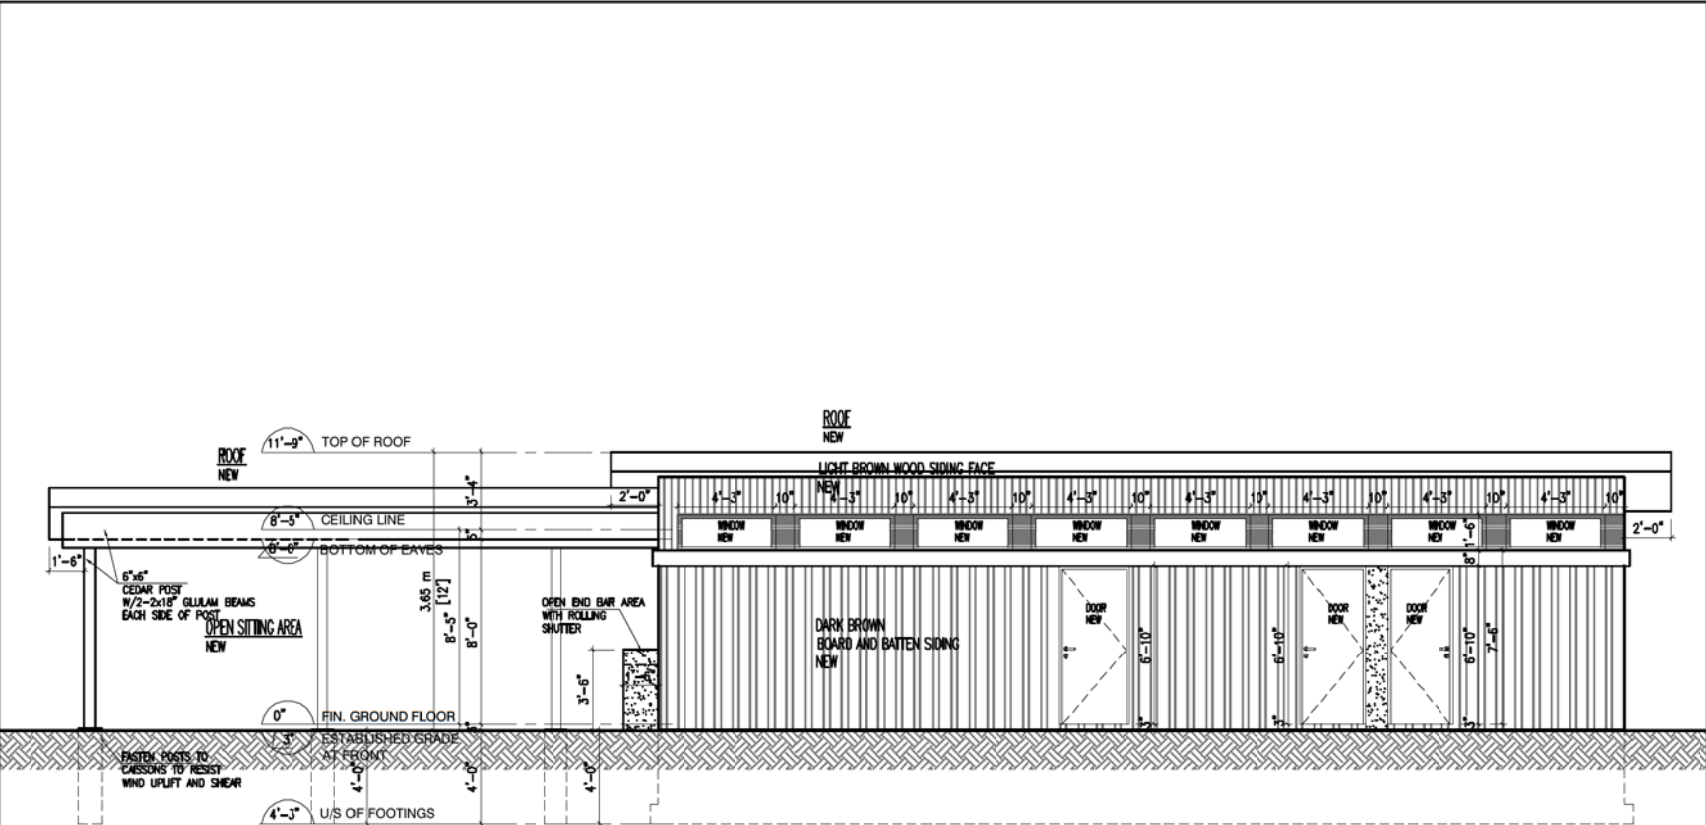 ROOF
NEW
11'-9" TOP OF ROOF
ROOF
NEW
LIGHT BROWN WOOD SIDING FACE
NEW
3'-4"
2'-0"
4'-3" 10" 4'-3" 10" 4'-3" 10" 4'-3" 10" 4'-3" 10" 4'-3" 10" 4'-3" 10" 4'-3" 10"
8'-5" CEILING LINE
5"
WINDOW WINDOW WINDOW WINDOW WINDOW WINDOW WINDOW WINDOW
NEW NEW NEW NEW NEW NEW NEW NEW
1'-6"
2'-0"
8'-0" BOTTOM OF EAVES
8"
1'-6"
6"x6"
CEDAR POST
W/2-2x18" GLULAM BEAMS
EACH SIDE OF POST
OPEN SITTING AREA
NEW
3.65 m
[12']
8'-5"
8'-0"
OPEN END BAR AREA
WITH ROLLING
SHUTTER
3'-6"
DARK BROWN
BOARD AND BATTEN SIDING
NEW
DOOR DOOR DOOR
NEW NEW NEW
6'-10" 6'-10" 6'-10" 7'-6"
0" FIN. GROUND FLOOR
3" 3" 3"
3" ESTABLISHED GRADE
AT FRONT
FASTEN POSTS TO
CAISSONS TO RESIST
WIND UPLIFT AND SHEAR
4'-0" 4'-0" 4'-0"
4'-3" U/S OF FOOTINGS